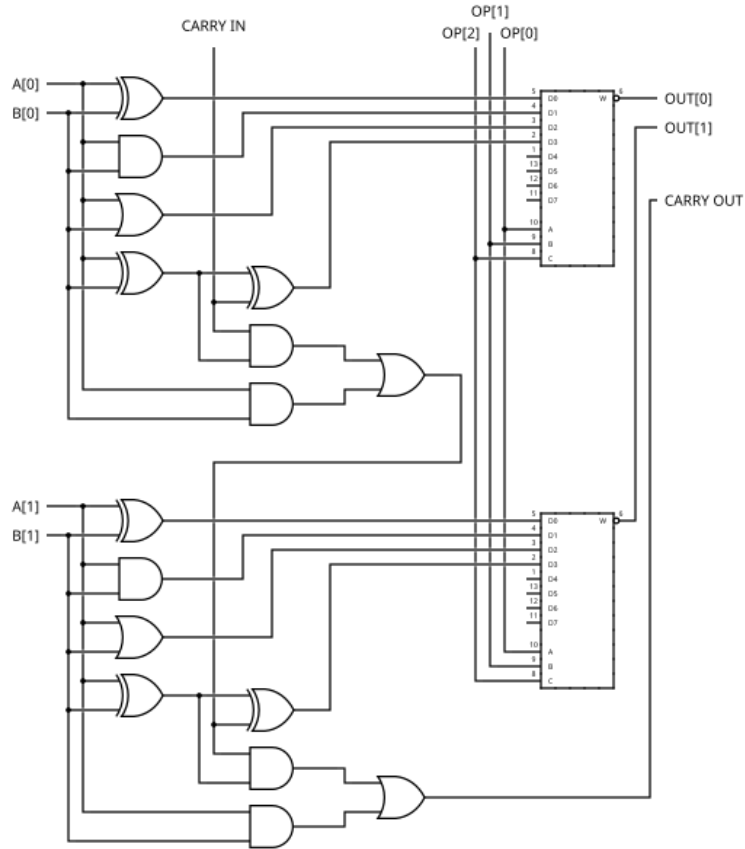 OP[1]
CARRY IN
OP[2] OP[0]
A[0]
B[0]
5 D0 W 6 OUT[0]
4 D1
3 D2 OUT[1]
2 D3
1 D4
13 D5
12 D6
11 D7 CARRY OUT
10 A
9 B
8 C
A[1]
B[1]
5 D0 W 6
4 D1
3 D2
2 D3
1 D4
13 D5
12 D6
11 D7
10 A
9 B
8 C